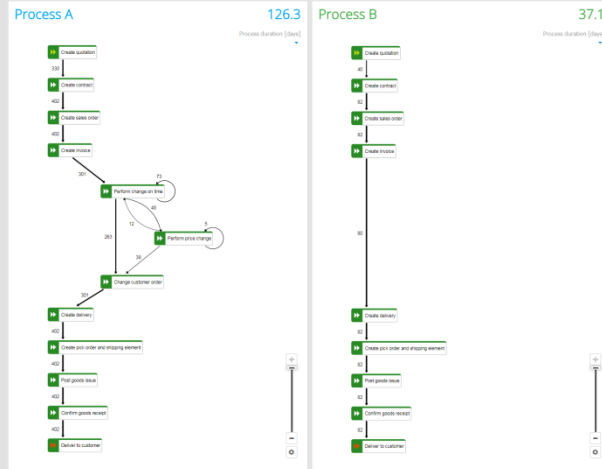 Process A
126.3
Process duration [days]
Create quotation
330
Create contract
402
Create sales order
402
Create invoice
301
73
Perform change on time
45
12
5
263
Perform price change
38
Change customer order
301
Create delivery
402
Create pick order and shipping element
402
Post goods issue
402
Confirm goods receipt
402
Deliver to customer
Process B
37.1
Process duration [days]
Create quotation
Create contract
82
Create sales order
82
Create invoice
Create delivery
82
Create pick order and shipping element
82
Post goods issue
82
Confirm goods receipt
82
Deliver to customer